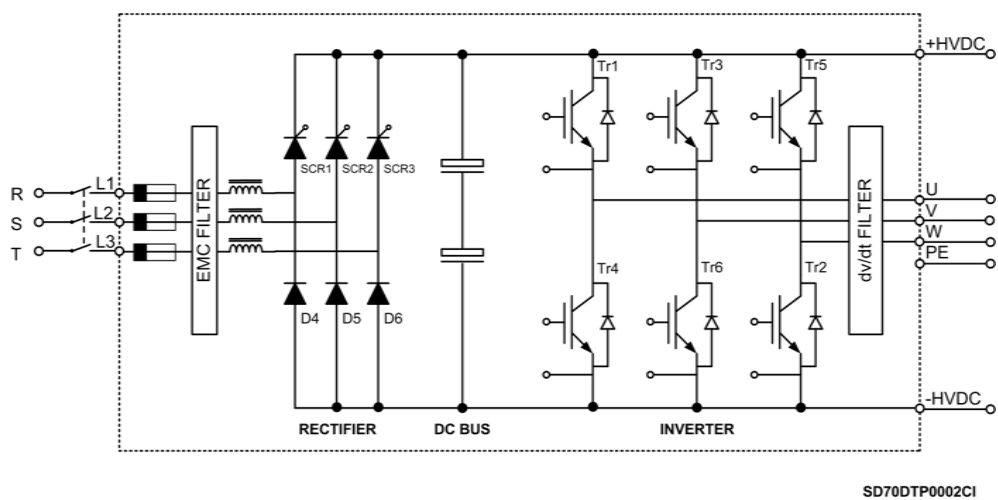 +HVDC
Tr1 Tr3 Tr5
SCR1 SCR2 SCR3
R L1
S L2
T L3
EMC FILTER
dv/dt FILTER
U
V
W
PE
Tr4 Tr6 Tr2
D4 D5 D6
-HVDC
RECTIFIER DC BUS INVERTER
SD70DTP0002CI